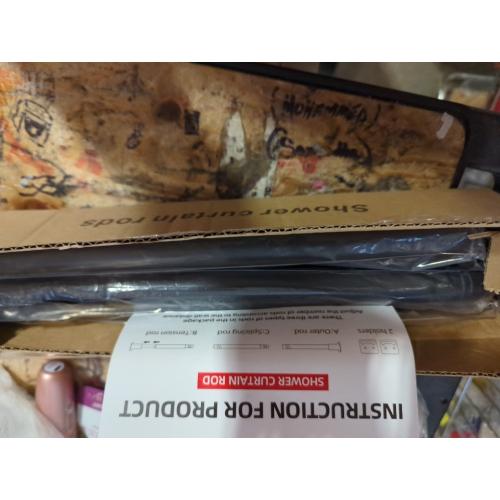 Shower curtain rods
INSTRUCTION FOR PRODUCT
SHOWER CURTAIN ROD
2 holders
A:Outer rod
C:Splicing rod
B:Tension rod
There are three types of rods in the package
Adjust the number of rods according to the wall distance